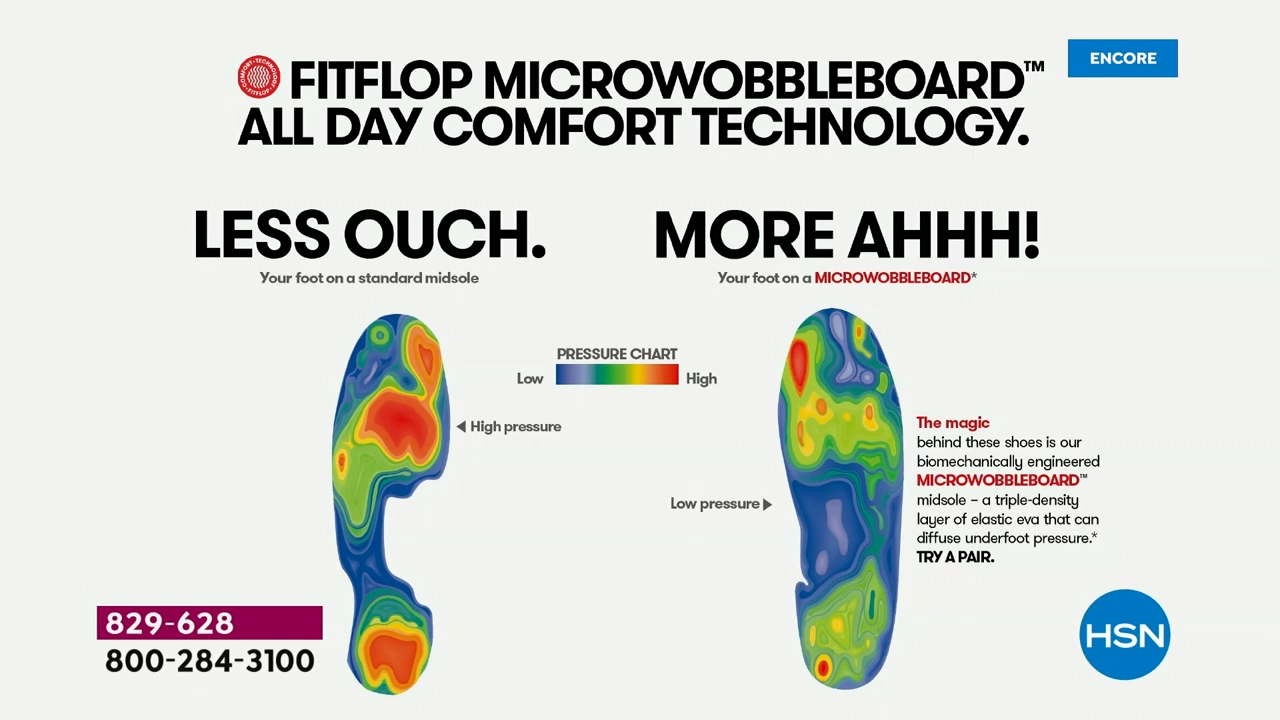 FITFLOP MICROWOBBLEBOARD™
ALL DAY COMFORT TECHNOLOGY.
ENCORE
LESS OUCH.
Your foot on a standard midsole
MORE AHHH!
Your foot on a MICROWOBBLEBOARD*
PRESSURE CHART
Low
High
High pressure
Low pressure
The magic
behind these shoes is our
biomechanically engineered
MICROWOBBLEBOARD™
midsole – a triple-density
layer of elastic eva that can
diffuse underfoot pressure.*
TRY A PAIR.
829-628
800-284-3100
HSN